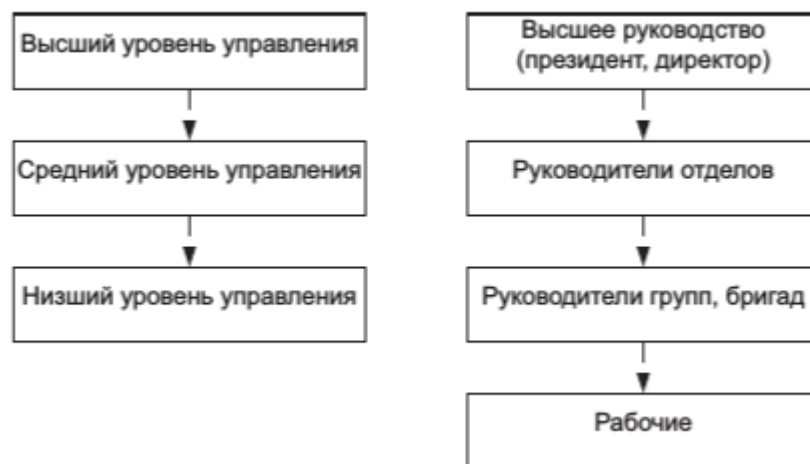 Высший уровень управления
Средний уровень управления
Низший уровень управления
Высшее руководство
(президент, директор)
Руководители отделов
Руководители групп, бригад
Рабочие